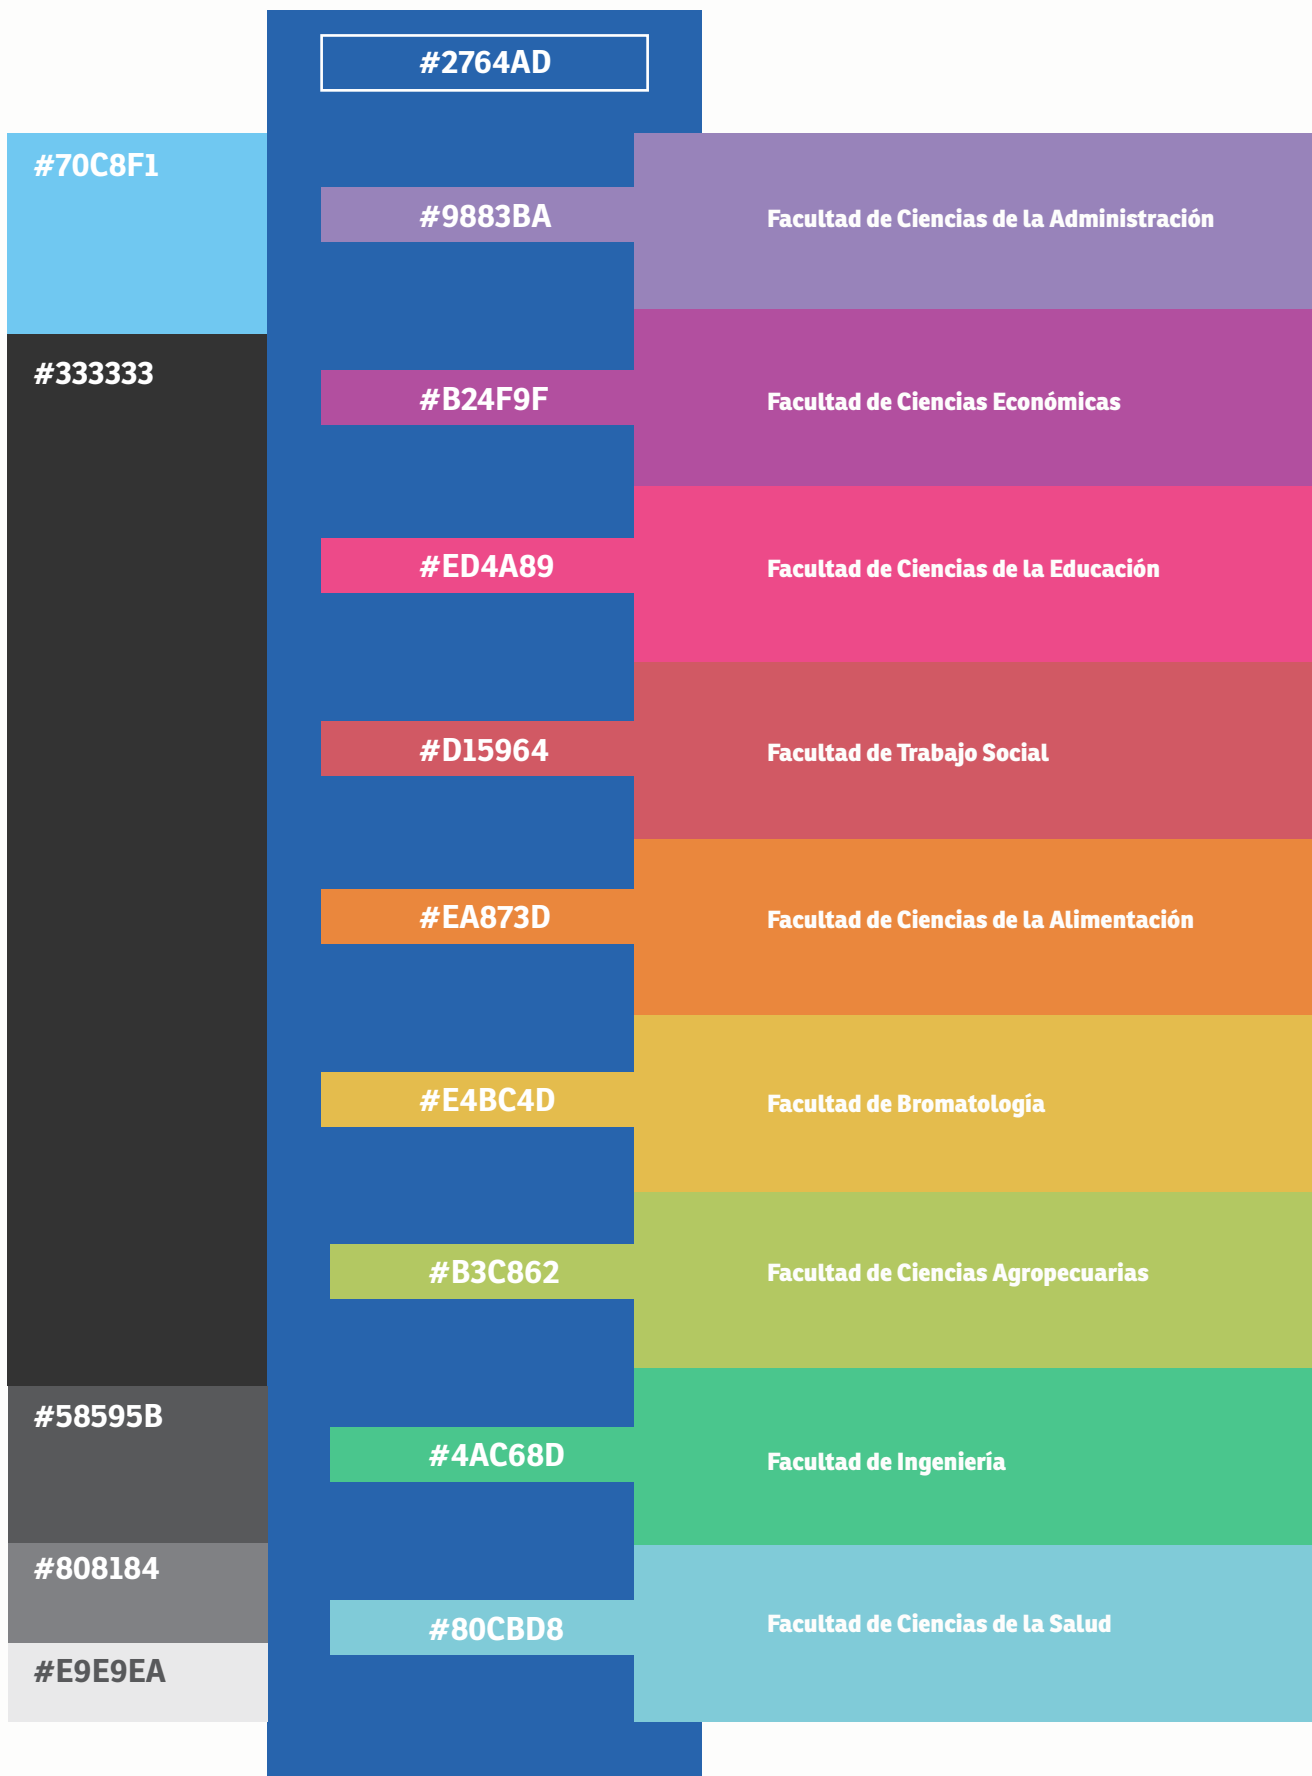 #2764AD
#70C8F1
#9883BA
Facultad de Ciencias de la Administración
#333333
#B24F9F
Facultad de Ciencias Económicas
#ED4A89
Facultad de Ciencias de la Educación
#D15964
Facultad de Trabajo Social
#EA873D
Facultad de Ciencias de la Alimentación
#E4BC4D
Facultad de Bromatología
#B3C862
Facultad de Ciencias Agropecuarias
#58595B
#4AC68D
Facultad de Ingeniería
#808184
#80CBD8
Facultad de Ciencias de la Salud
#E9E9EA